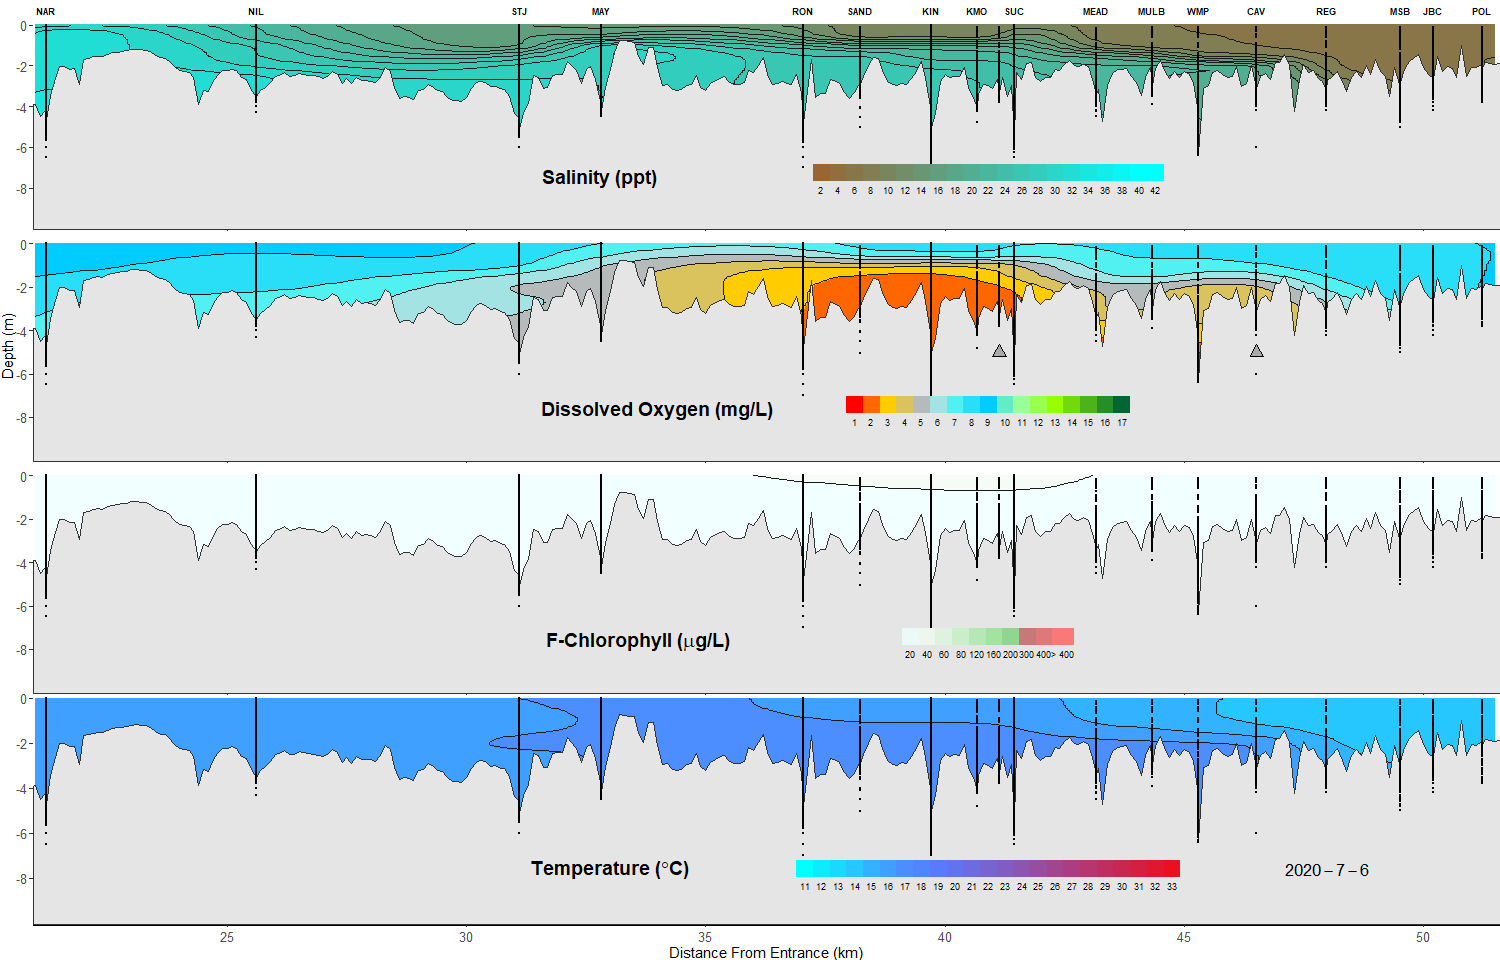 NAR NIL STJ MAY RON SAND KIN KMO SUC MEAD MULB WMP CAV REG MSB JBC POL
0
-2
-4
-6
-8
Salinity (ppt)
2 4 6 8 10 12 14 16 18 20 22 24 26 28 30 32 34 36 38 40 42
0
-2
-4
-6
-8
Depth (m)
Dissolved Oxygen (mg/L)
1 2 3 4 5 6 7 8 9 10 11 12 13 14 15 16 17
0
-2
-4
-6
-8
F-Chlorophyll (µg/L)
20 40 60 80 120 160 200 300 400 > 400
0
-2
-4
-6
-8
Temperature (°C)
11 12 13 14 15 16 17 18 19 20 21 22 23 24 25 26 27 28 29 30 31 32 33
2020 – 7 – 6
25 30 35 40 45 50
Distance From Entrance (km)